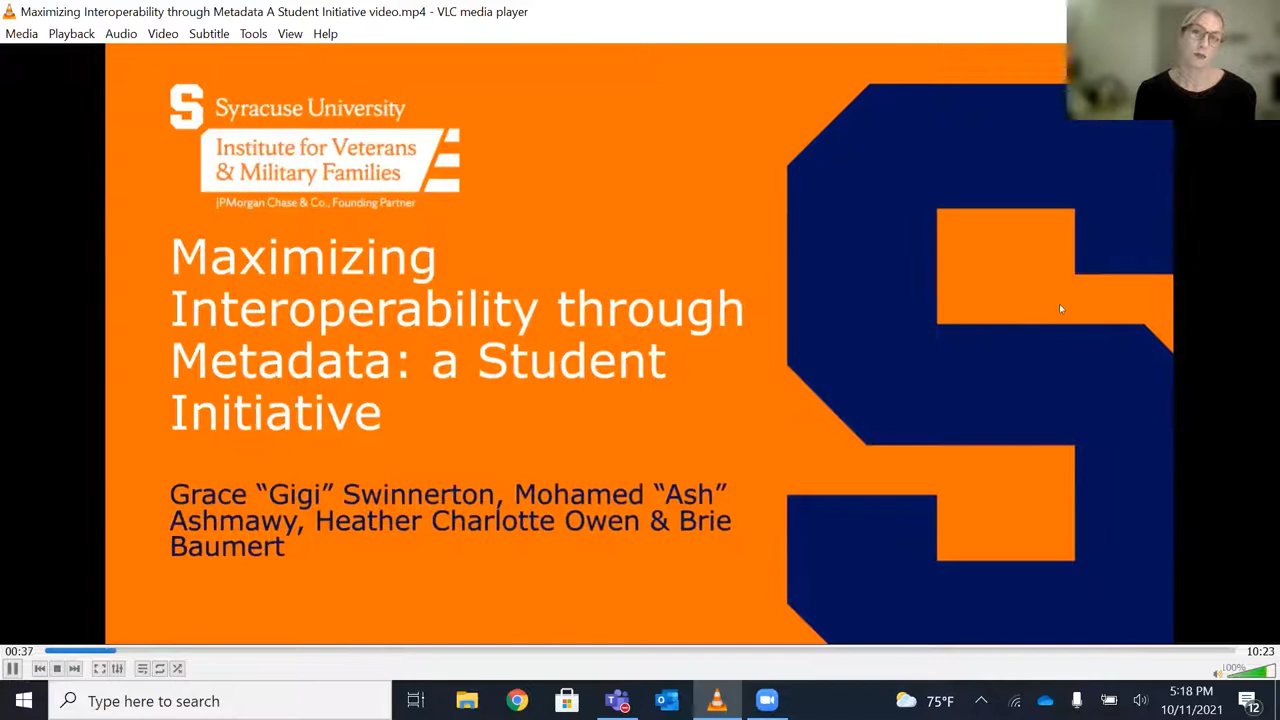 Maximizing Interoperability through Metadata A Student Initiative video.mp4 - VLC media player
Media Playback Audio Video Subtitle Tools View Help
S Syracuse University
Institute for Veterans
& Military Families
JPMorgan Chase & Co., Founding Partner
Maximizing
Interoperability through
Metadata: a Student
Initiative
Grace “Gigi” Swinnerton, Mohamed “Ash”
Ashmawy, Heather Charlotte Owen & Brie
Baumert
00:37
10:23
100%
Type here to search
75°F
5:18 PM
10/11/2021
12